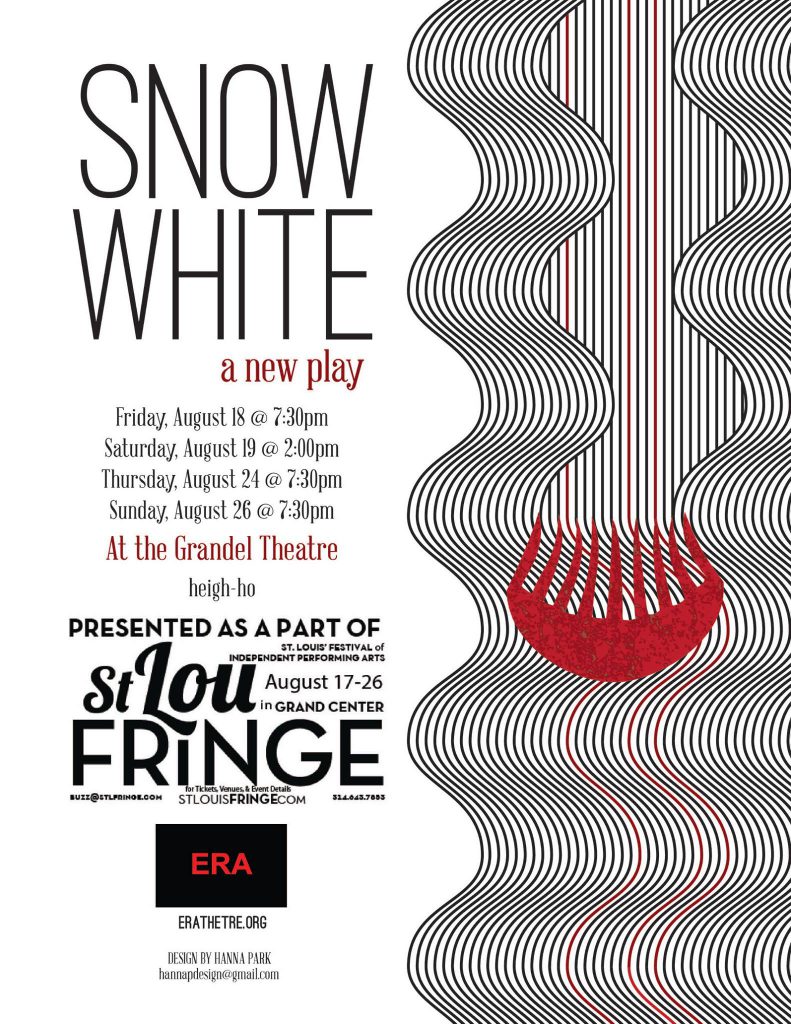 SNOW
WHITE
a new play
Friday, August 18 @ 7:30pm
Saturday, August 19 @ 2:00pm
Thursday, August 24 @ 7:30pm
Sunday, August 26 @ 7:30pm
At the Grandel Theatre
heigh-ho
PRESENTED AS A PART OF
ST. LOUIS' FESTIVAL of
INDEPENDENT PERFORMING ARTS
St Lou
August 17-26
in GRAND CENTER
FRiNGE
for Tickets, Venues, & Event Details
BUZZ@STLFRINGE.COM STLOUISFRINGE.COM 314.643.7853
ERA
ERATHETRE.ORG
DESIGN BY HANNA PARK
hannapdesign@gmail.com